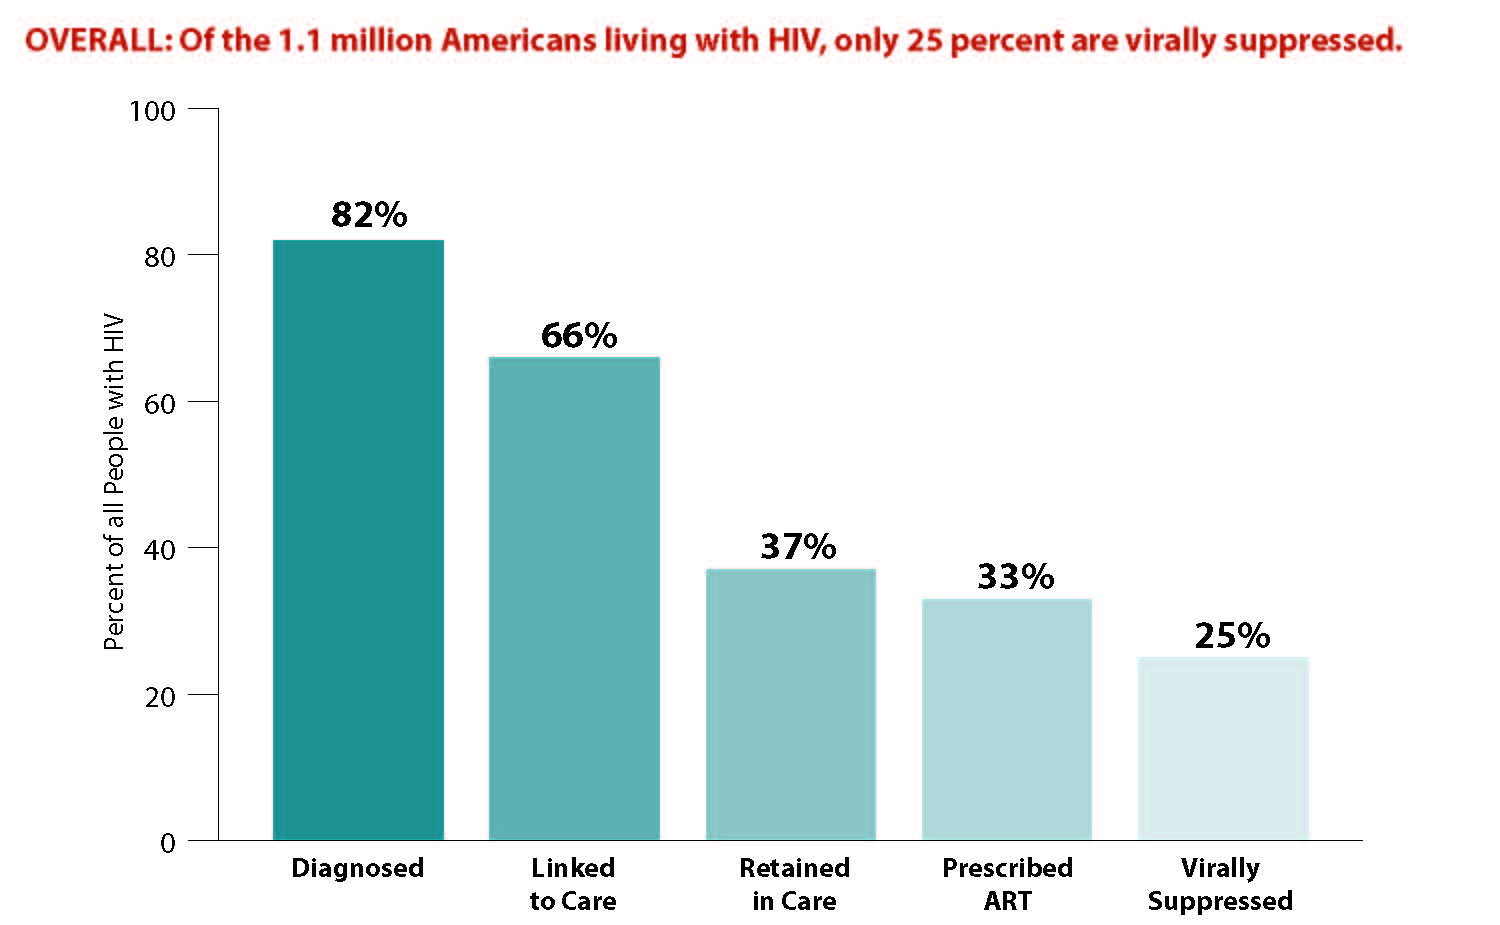 OVERALL: Of the 1.1 million Americans living with HIV, only 25 percent are virally suppressed.
Percent of all People with HIV
100
80
60
40
20
0
82%
66%
37%
33%
25%
Diagnosed
Linked
to Care
Retained
in Care
Prescribed
ART
Virally
Suppressed